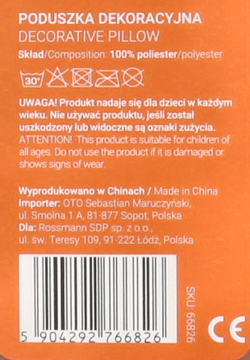 PODUSZKA DEKORACYJNA
DECORATIVE PILLOW
Skład/Composition: 100% poliester/polyester
30°
UWAGA! Produkt nadaje się dla dzieci w każdym
wieku. Nie używać produktu, jeśli został
uszkodzony lub widoczne są oznaki zużycia.
ATTENTION! This product is suitable for children of
all ages. Do not use the product if it is damaged or
shows signs of wear.
Wyprodukowano w Chinach / Made in China
Importer: OTO Sebastian Maruczyński,
ul. Smolna 1 A, 81-877 Sopot, Polska
Dla: Rossmann SDP sp. z o.o.,
ul. św. Teresy 109, 91-222 Łódź, Polska
5 904292 766826
SKU: 66826
CE